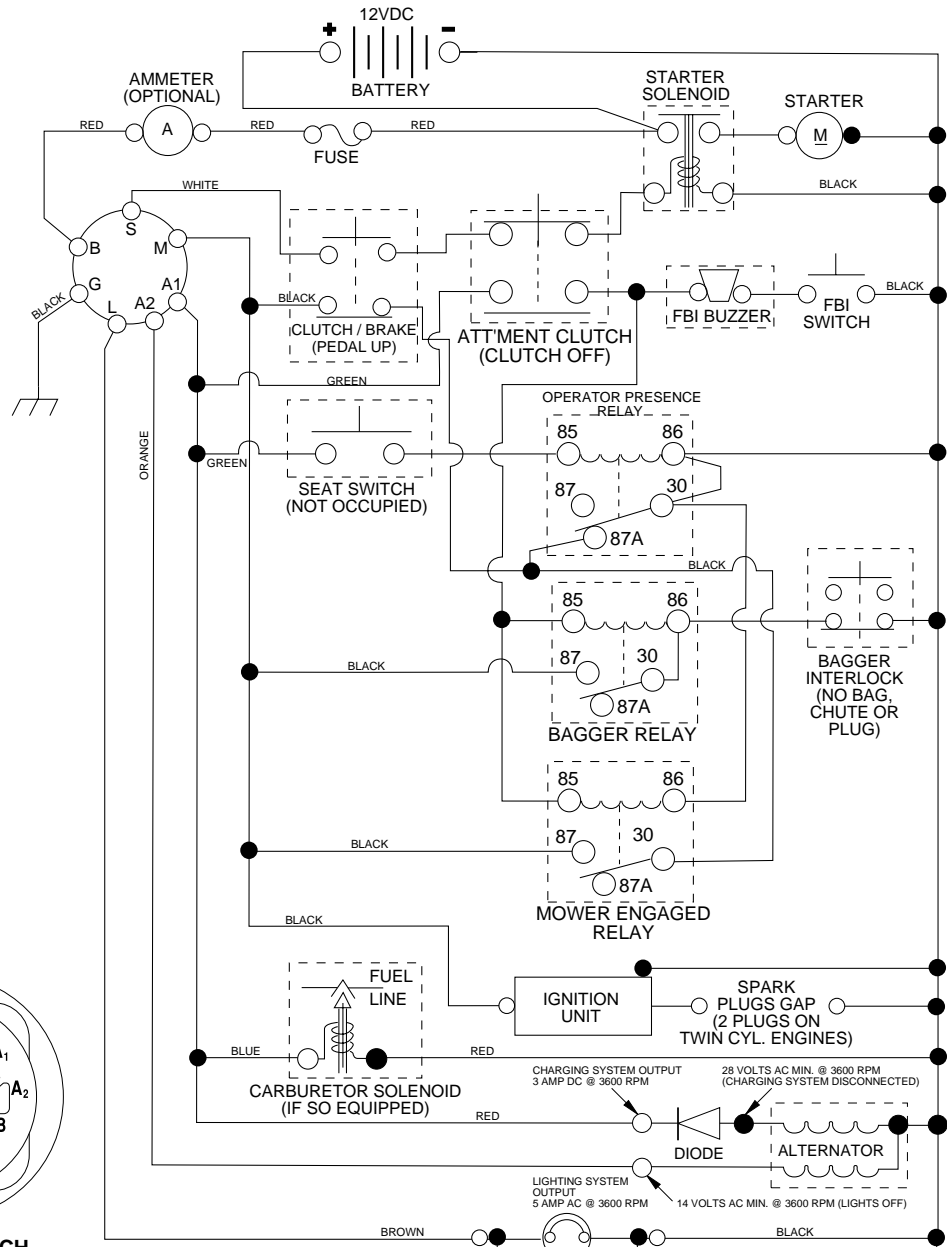 12VDC
+
-
BATTERY
AMMETER
(OPTIONAL)
A
RED
RED
FUSE
RED
STARTER
SOLENOID
STARTER
M
WHITE
BLACK
S
B
M
G
A1
L
A2
BLACK
BLACK
CLUTCH / BRAKE
(PEDAL UP)
ATT'MENT CLUTCH
(CLUTCH OFF)
FBI BUZZER
FBI
SWITCH
BLACK
GREEN
ORANGE
GREEN
SEAT SWITCH
(NOT OCCUPIED)
OPERATOR PRESENCE
RELAY
85
86
87
30
87A
BLACK
85
86
87
30
87A
BLACK
BAGGER RELAY
BAGGER
INTERLOCK
(NO BAG,
CHUTE OR
PLUG)
85
86
87
30
87A
BLACK
MOWER ENGAGED
RELAY
BLACK
FUEL
LINE
IGNITION
UNIT
SPARK
PLUGS GAP
(2 PLUGS ON
TWIN CYL. ENGINES)
BLUE
RED
CARBURETOR SOLENOID
(IF SO EQUIPPED)
CHARGING SYSTEM OUTPUT
3 AMP DC @ 3600 RPM
28 VOLTS AC MIN. @ 3600 RPM
(CHARGING SYSTEM DISCONNECTED)
RED
DIODE
ALTERNATOR
LIGHTING SYSTEM
OUTPUT
5 AMP AC @ 3600 RPM
14 VOLTS AC MIN. @ 3600 RPM (LIGHTS OFF)
BROWN
BLACK
A2